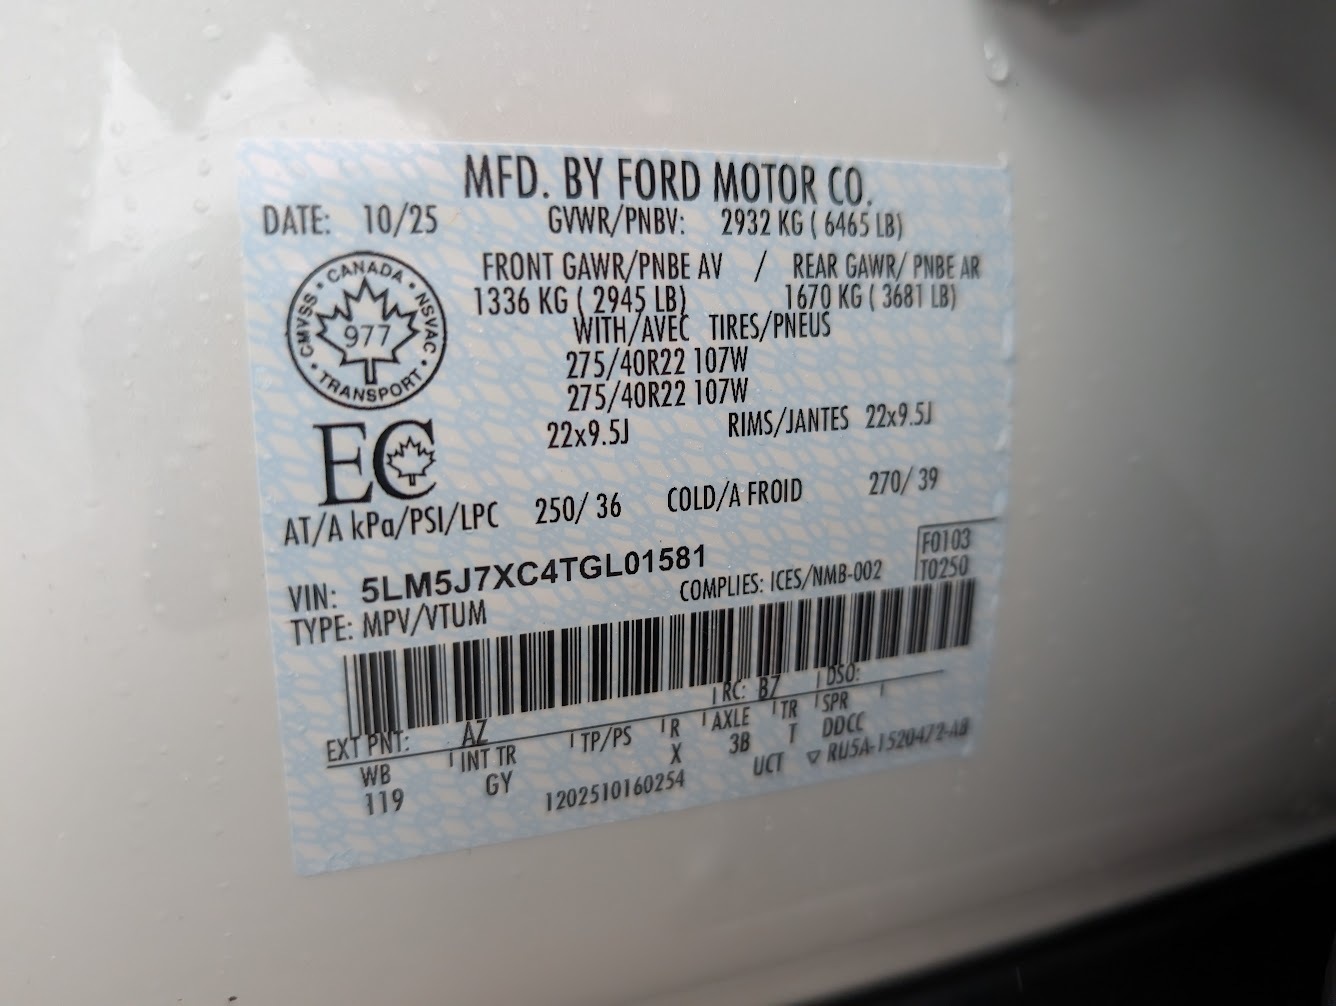 MFD. BY FORD MOTOR CO.
DATE: 10/25 GVWR/PNBV: 2932 KG ( 6465 LB)
FRONT GAWR/PNBE AV / REAR GAWR/ PNBE AR
1336 KG ( 2945 LB) 1670 KG ( 3681 LB)
WITH/AVEC TIRES/PNEUS
275/40R22 107W
275/40R22 107W
22x9.5J RIMS/JANTES 22x9.5J
CANADA
CMVSS NSVAC
977
TRANSPORT
EC
AT/A kPa/PSI/LPC 250/ 36 COLD/A FROID 270/ 39
VIN: 5LM5J7XC4TGL01581
TYPE: MPV/VTUM COMPLIES: ICES/NMB-002
F0103
T0250
EXT PNT: AZ RC: B7 DSO:
WB INT TR TP/PS R AXLE TR SPR
119 GY X 3B T DDCC
1202510160254 UCT ▽ RU5A-1520472-AB